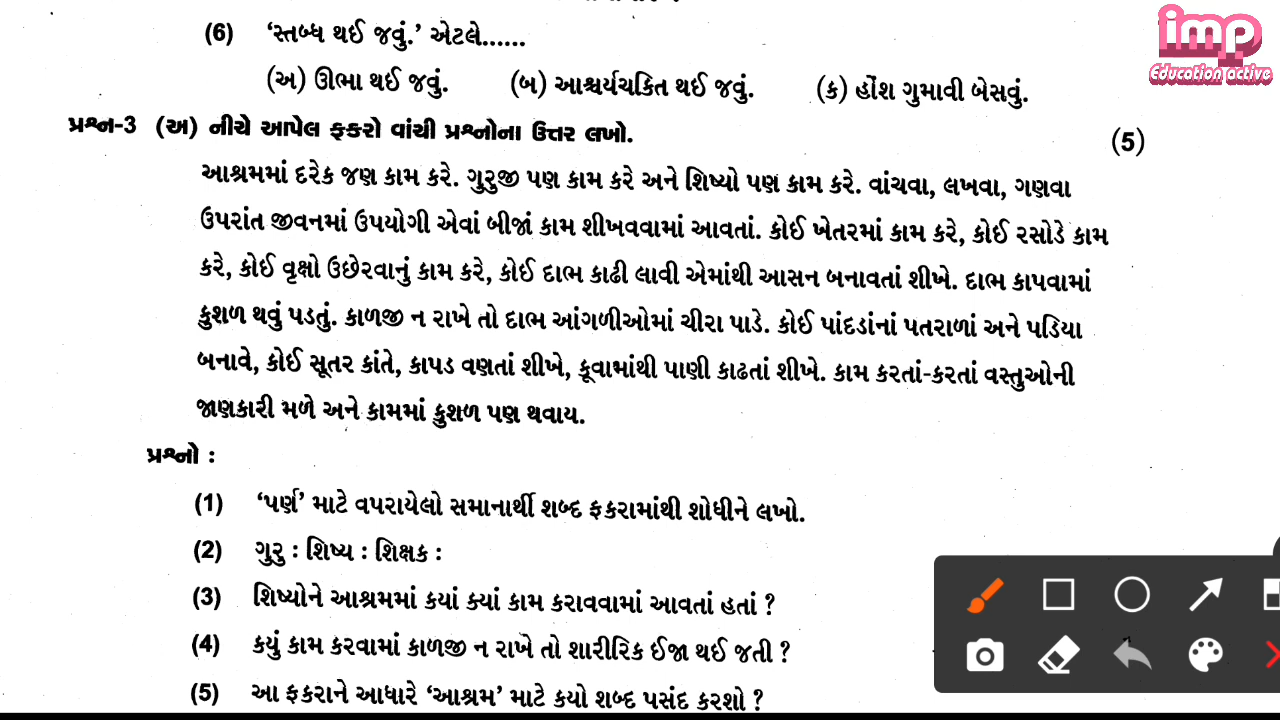 imp
Education active
(6) ‘સ્તબ્ધ થઈ જવું.’ એટલે......
(અ) ઊભા થઈ જવું. (બ) આશ્ચર્યચકિત થઈ જવું. (ક) હોંશ ગુમાવી બેસવું.
પ્રશ્ન-3 (અ) નીચે આપેલ ફકરો વાંચી પ્રશ્નોના ઉત્તર લખો. (5)
આશ્રમમાં દરેક જણ કામ કરે. ગુરુજી પણ કામ કરે અને શિષ્યો પણ કામ કરે. વાંચવા, લખવા, ગણવા
ઉપરાંત જીવનમાં ઉપયોગી એવાં બીજાં કામ શીખવવામાં આવતાં. કોઈ ખેતરમાં કામ કરે, કોઈ રસોડે કામ
કરે, કોઈ વૃક્ષો ઉછેરવાનું કામ કરે, કોઈ દાભ કાઢી લાવી એમાંથી આસન બનાવતાં શીખે. દાભ કાપવામાં
કુશળ થવું પડતું. કાળજી ન રાખે તો દાભ આંગળીઓમાં ચીરા પાડે. કોઈ પાંદડાંનાં પતરાળાં અને પડિયા
બનાવે, કોઈ સૂતર કાંતે, કાપડ વણતાં શીખે, કૂવામાંથી પાણી કાઢતાં શીખે. કામ કરતાં-કરતાં વસ્તુઓની
જાણકારી મળે અને કામમાં કુશળ પણ થવાય.
પ્રશ્નો :
(1) ‘પર્ણ’ માટે વપરાયેલો સમાનાર્થી શબ્દ ફકરામાંથી શોધીને લખો.
(2) ગુરુ : શિષ્ય : શિક્ષક :
(3) શિષ્યોને આશ્રમમાં કયાં ક્યાં કામ કરાવવામાં આવતાં હતાં ?
(4) કયું કામ કરવામાં કાળજી ન રાખે તો શારીરિક ઈજા થઈ જતી ?
(5) આ ફકરાને આધારે ‘આશ્રમ’ માટે કયો શબ્દ પસંદ કરશો ?